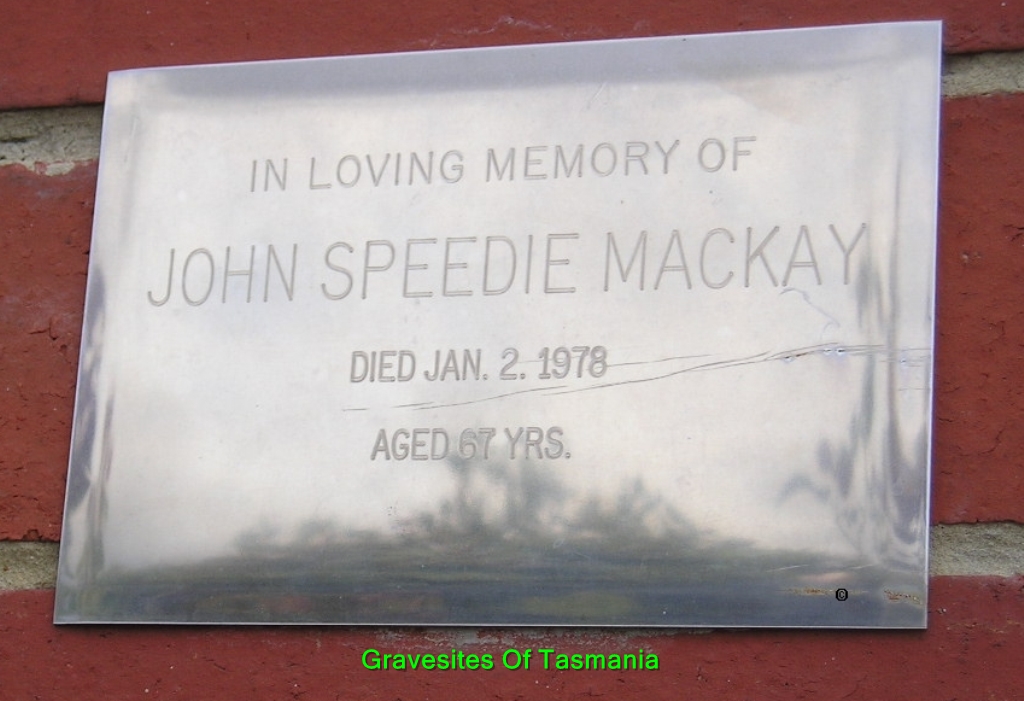 IN LOVING MEMORY OF
JOHN SPEEDIE MACKAY
DIED JAN. 2. 1978
AGED 67 YRS.
©
Gravesites Of Tasmania